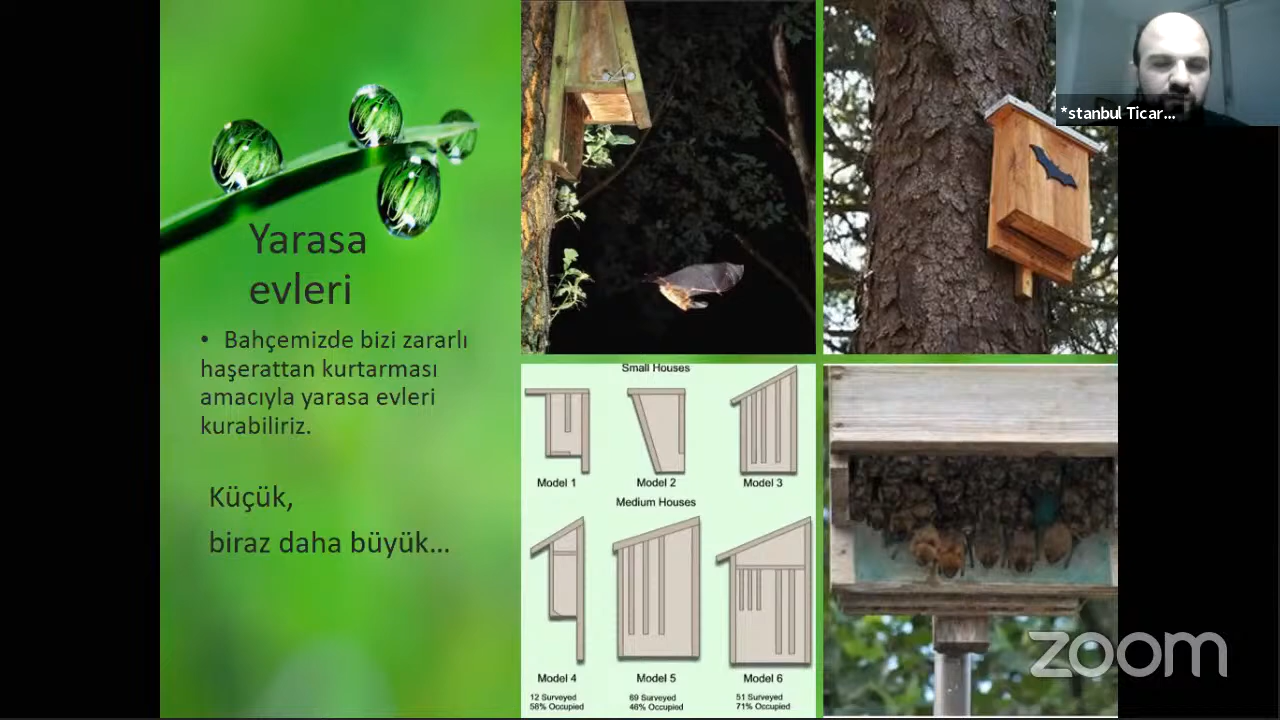 Yarasa
evleri
• Bahçemizde bizi zararlı
haşerattan kurtarması
amacıyla yarasa evleri
kurabiliriz.
Küçük,
biraz daha büyük...
Small Houses
Model 1 Model 2 Model 3
Medium Houses
Model 4 Model 5 Model 6
12 Surveyed 69 Surveyed 51 Surveyed
58% Occupied 46% Occupied 71% Occupied
*stanbul Ticar...
zoom